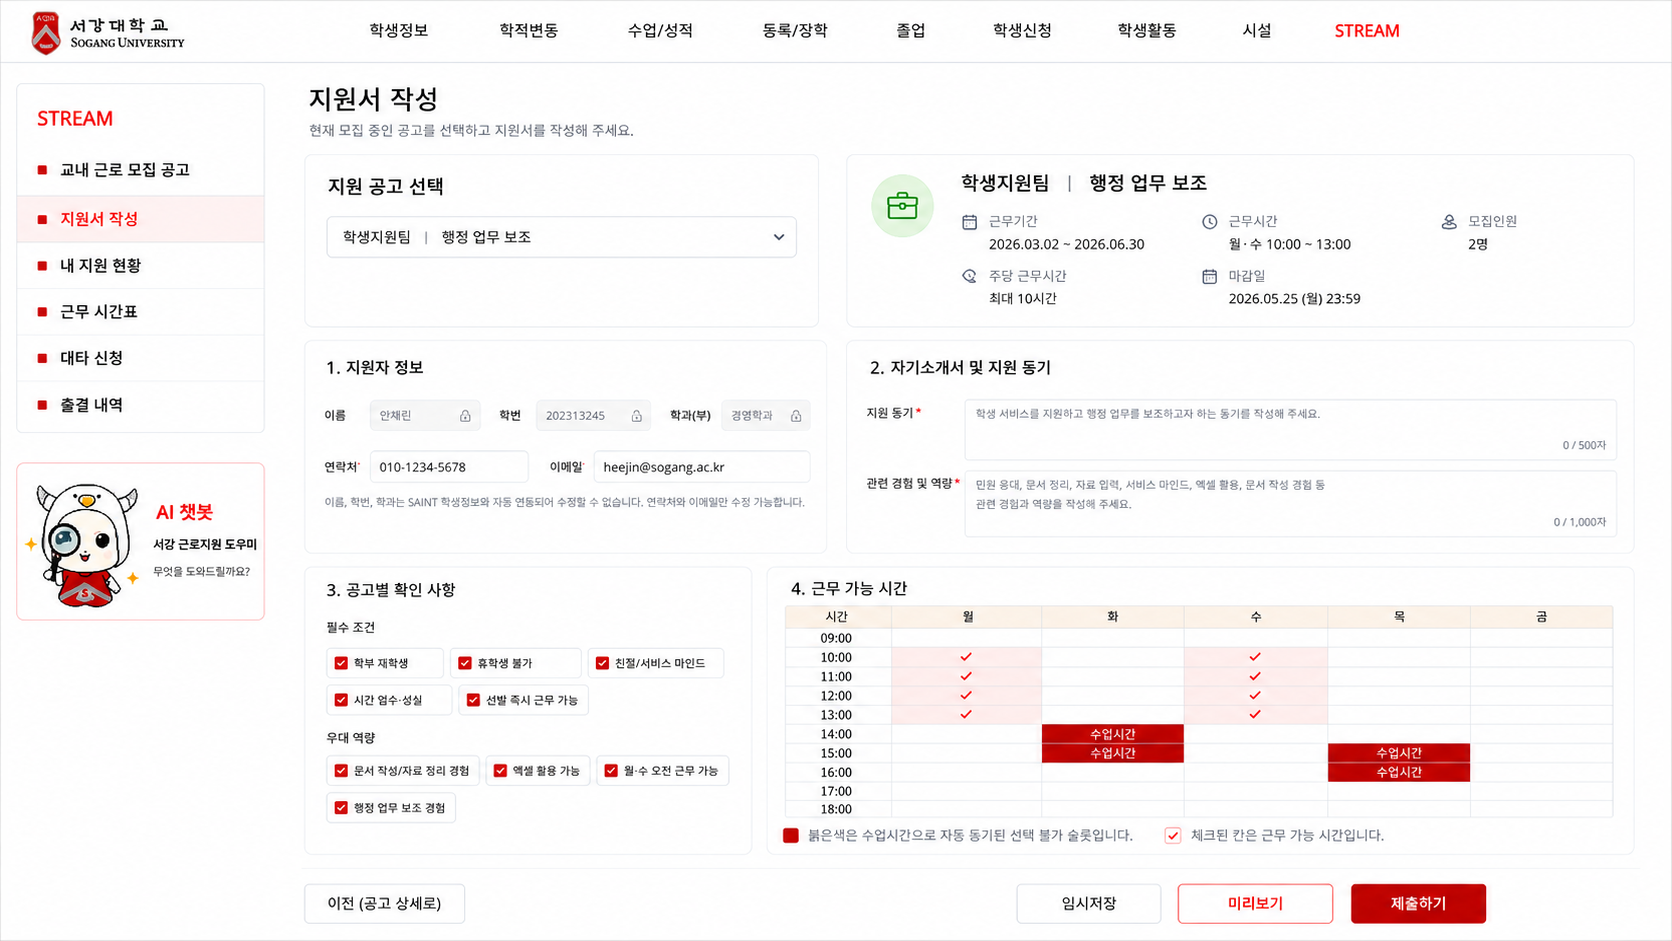 서강대학교
SOGANG UNIVERSITY
학생정보 학적변동 수업/성적 등록/장학 졸업 학생신청 학생활동 시설 STREAM
STREAM
교내 근로 모집 공고
지원서 작성
내 지원 현황
근무 시간표
대타 신청
출결 내역
AI 챗봇
서강 근로지원 도우미
무엇을 도와드릴까요?
S
지원서 작성
현재 모집 중인 공고를 선택하고 지원서를 작성해 주세요.
지원 공고 선택
학생지원팀 | 행정 업무 보조
학생지원팀 | 행정 업무 보조
근무기간 근무시간 모집인원
2026.03.02 ~ 2026.06.30 월·수 10:00 ~ 13:00 2명
주당 근무시간 마감일
최대 10시간 2026.05.25 (월) 23:59
1. 지원자 정보
이름 안채린 학번 202313245 학과(부) 경영학과
연락처* 010-1234-5678 이메일* heejin@sogang.ac.kr
이름, 학번, 학과는 SAINT 학생정보와 자동 연동되어 수정할 수 없습니다. 연락처와 이메일만 수정 가능합니다.
2. 자기소개서 및 지원 동기
지원 동기* 학생 서비스를 지원하고 행정 업무를 보조하고자 하는 동기를 작성해 주세요.
0 / 500자
관련 경험 및 역량* 민원 응대, 문서 정리, 자료 입력, 서비스 마인드, 엑셀 활용, 문서 작성 경험 등
관련 경험과 역량을 작성해 주세요.
0 / 1,000자
3. 공고별 확인 사항
필수 조건
학부 재학생 휴학생 불가 친절/서비스 마인드
시간 엄수·성실 선발 즉시 근무 가능
우대 역량
문서 작성/자료 정리 경험 엑셀 활용 가능 월·수 오전 근무 가능
행정 업무 보조 경험
4. 근무 가능 시간
시간 월 화 수 목 금
09:00
10:00
11:00
12:00
13:00
14:00 수업시간
15:00 수업시간 수업시간
16:00 수업시간
17:00
18:00
붉은색은 수업시간으로 자동 동기된 선택 불가 슬롯입니다. 체크된 칸은 근무 가능 시간입니다.
이전 (공고 상세로) 임시저장 미리보기 제출하기